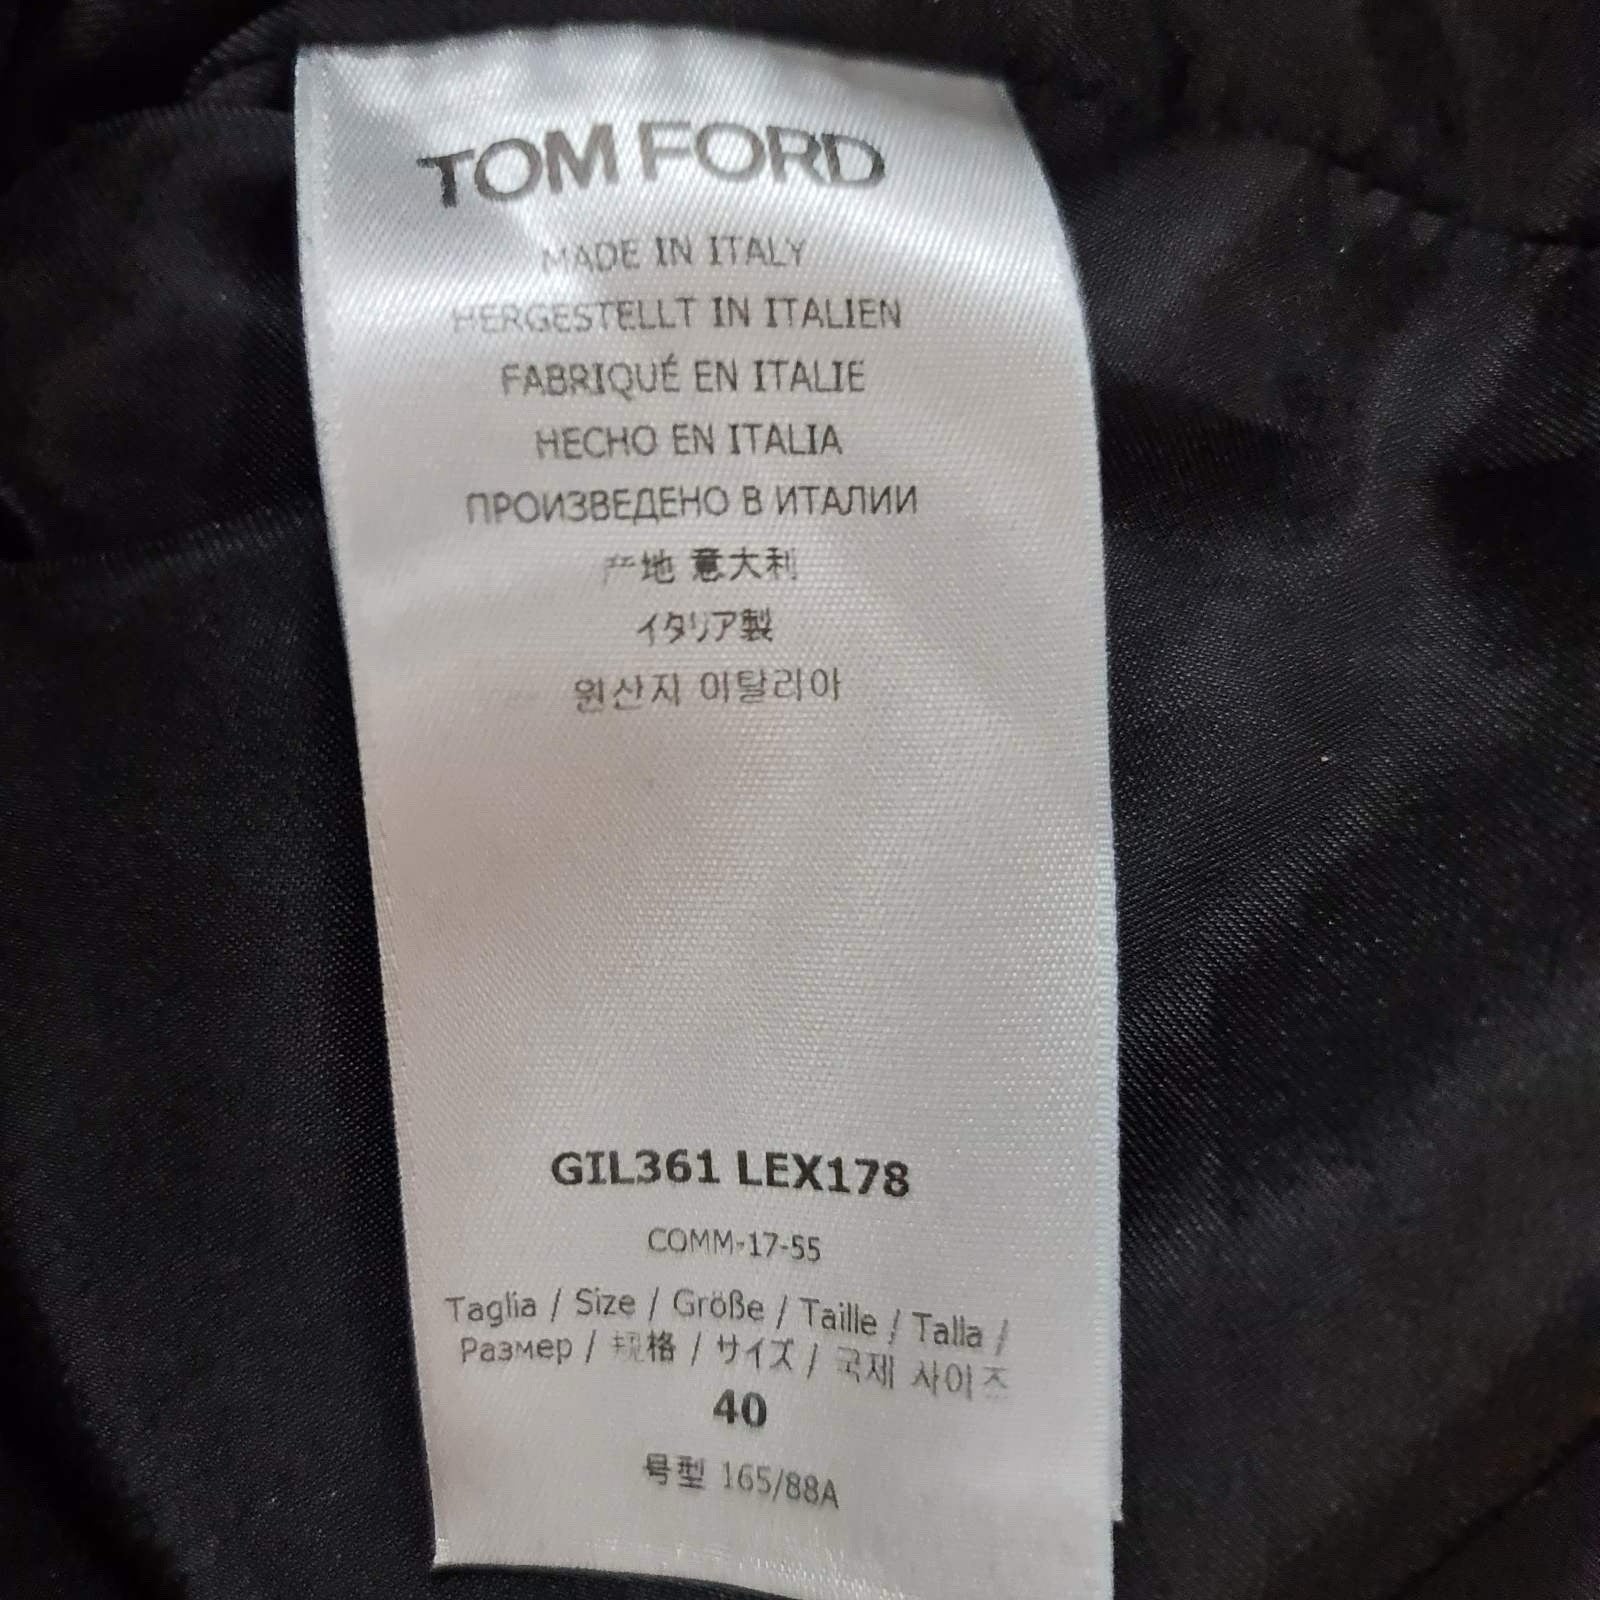 TOM FORD
MADE IN ITALY
HERGESTELLT IN ITALIEN
FABRIQUÉ EN ITALIE
HECHO EN ITALIA
ПРОИЗВЕДЕНО В ИТАЛИИ
产地 意大利
イタリア製
원산지 이탈리아
GIL361 LEX178
COMM-17-55
Taglia / Size / Größe / Taille / Talla /
Размер / 规格 / サイズ / 국제 사이즈
40
号型 165/88A